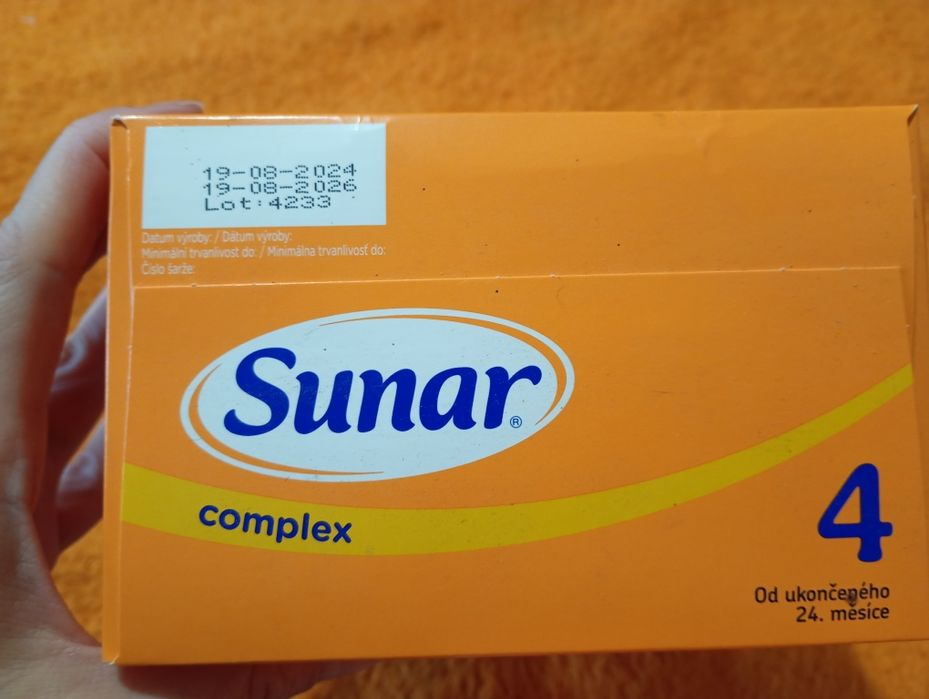 19-08-2024
19-08-2026
Lot:4233
Datum výroby: / Dátum výroby:
Minimální trvanlivost do: / Minimálna trvanlivosť do:
Číslo šarže:
Sunar®
complex
4
Od ukončeného
24. měsíce